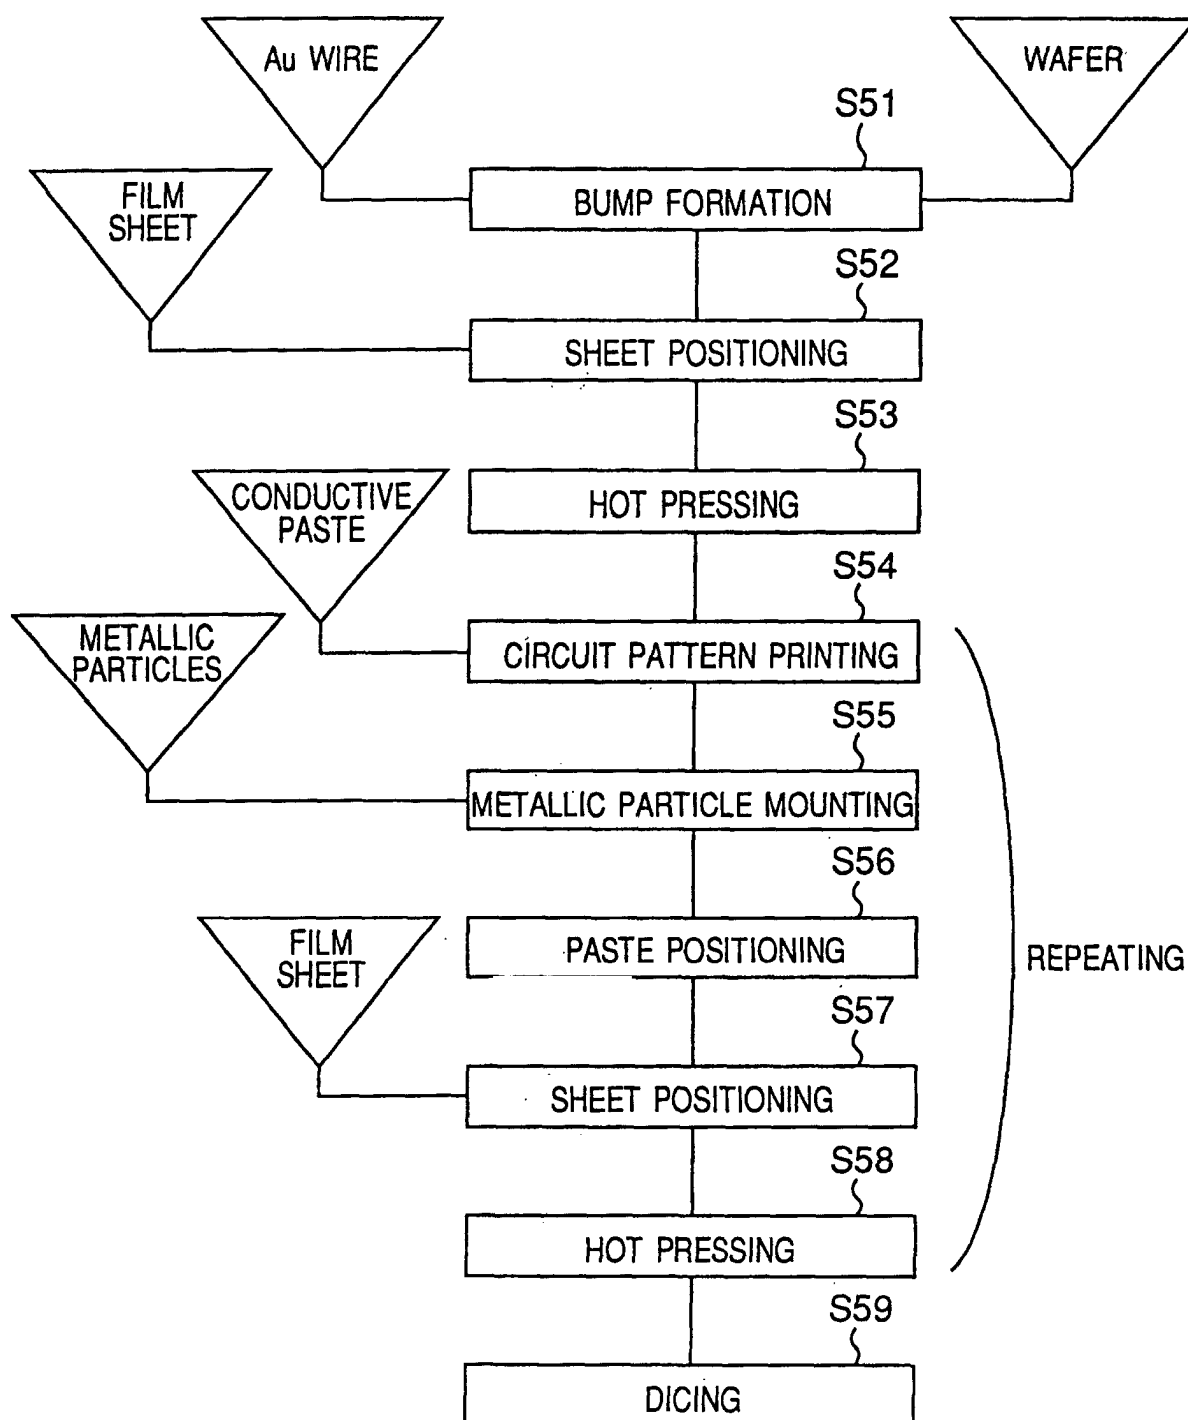 Au WIRE
WAFER
S51
FILM
SHEET
BUMP FORMATION
S52
SHEET POSITIONING
S53
CONDUCTIVE
PASTE
HOT PRESSING
S54
METALLIC
PARTICLES
CIRCUIT PATTERN PRINTING
S55
METALLIC PARTICLE MOUNTING
S56
FILM
SHEET
PASTE POSITIONING
REPEATING
S57
SHEET POSITIONING
S58
HOT PRESSING
S59
DICING